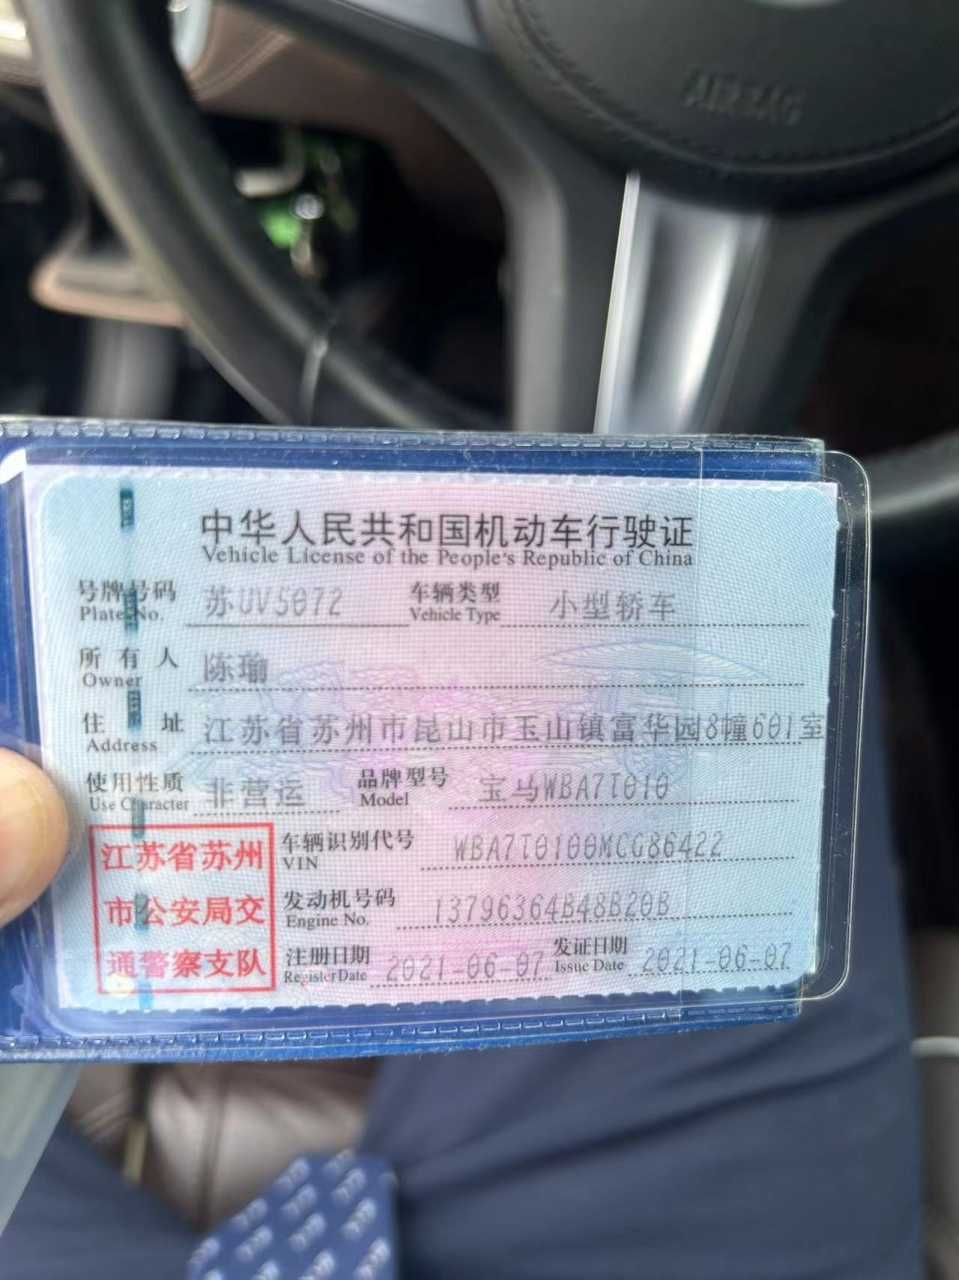 AIRBAG
中华人民共和国机动车行驶证
Vehicle License of the People's Republic of China
号牌号码 苏UV5072 车辆类型 小型轿车
Plate No. Vehicle Type
所有人 陈瑜
Owner
住址 江苏省苏州市昆山市玉山镇富华园8幢601室
Address
使用性质 非营运 品牌型号 宝马WBA7T010
Use Character Model
江苏省苏州 车辆识别代号 WBA7T0100MCG86422
VIN
市公安局交 发动机号码 13796364B48B20B
Engine No.
通警察支队 注册日期 2021-06-07 发证日期 2021-06-07
Register Date Issue Date